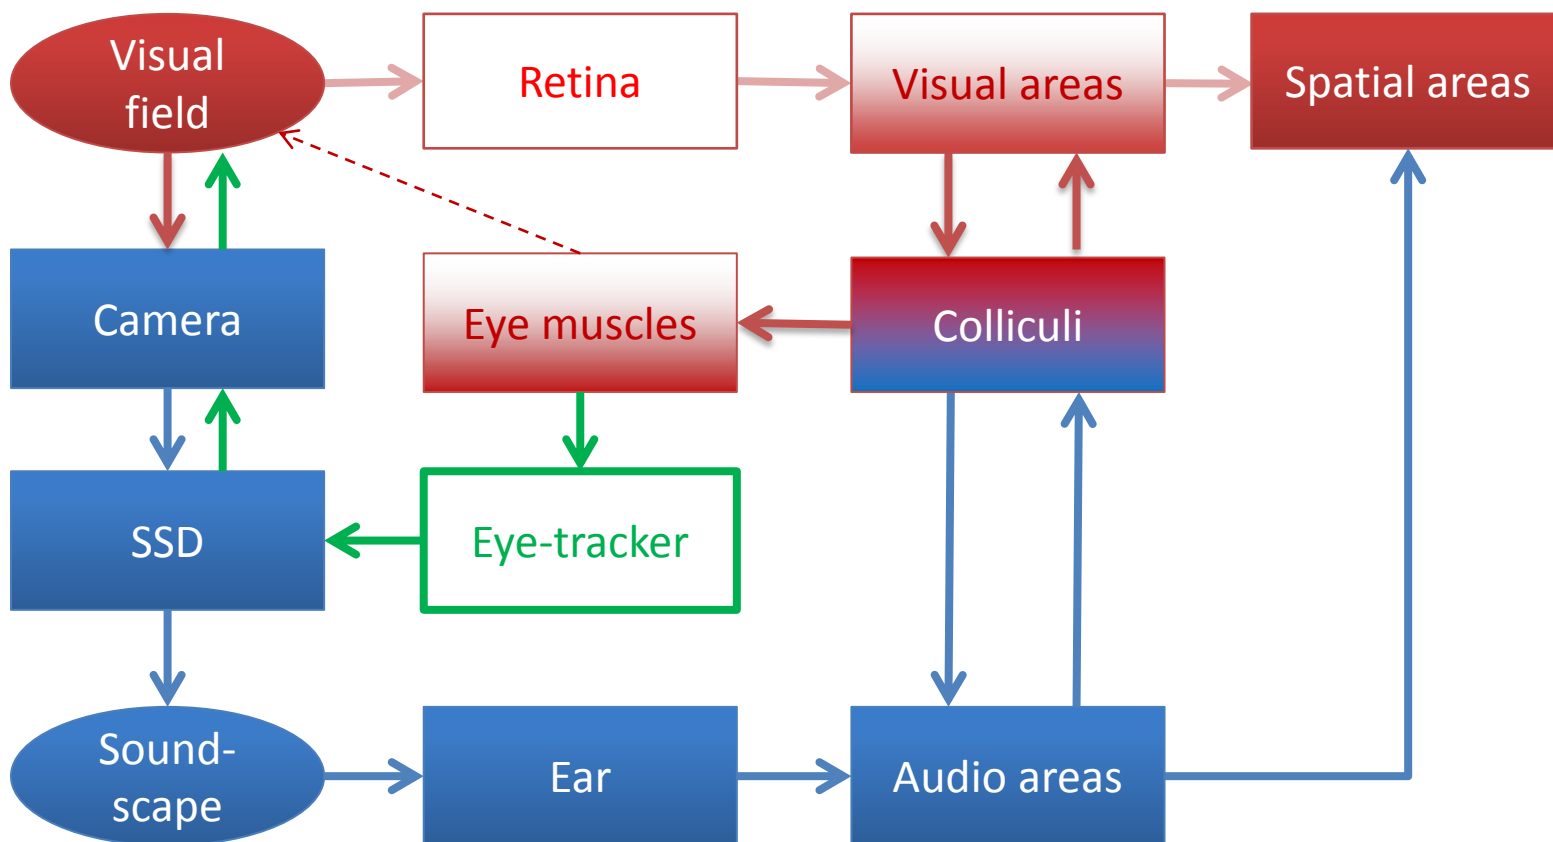 Visual
field
Retina
Visual areas
Spatial areas
Camera
Eye muscles
Colliculi
SSD
Eye-tracker
Sound-
scape
Ear
Audio areas